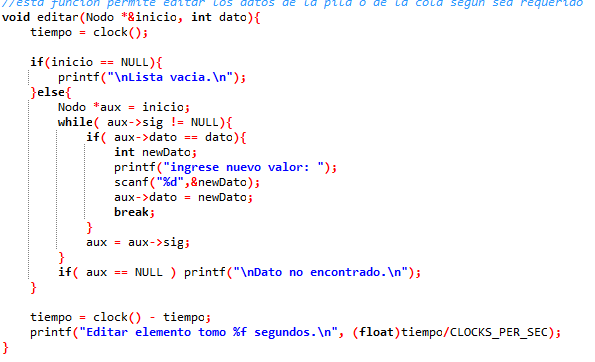 //esta funcion permite editar los datos de la pila o de la cola segun sea requerido
void editar(Nodo *&inicio, int dato){
    tiempo = clock();

    if(inicio == NULL){
        printf("\nLista vacia.\n");
    }else{
        Nodo *aux = inicio;
        while( aux->sig != NULL){
            if( aux->dato == dato){
                int newDato;
                printf("ingrese nuevo valor: ");
                scanf("%d",&newDato);
                aux->dato = newDato;
                break;
            }
            aux = aux->sig;
        }
        if( aux == NULL ) printf("\nDato no encontrado.\n");
    }

    tiempo = clock() - tiempo;
    printf("Editar elemento tomo %f segundos.\n", (float)tiempo/CLOCKS_PER_SEC);
}